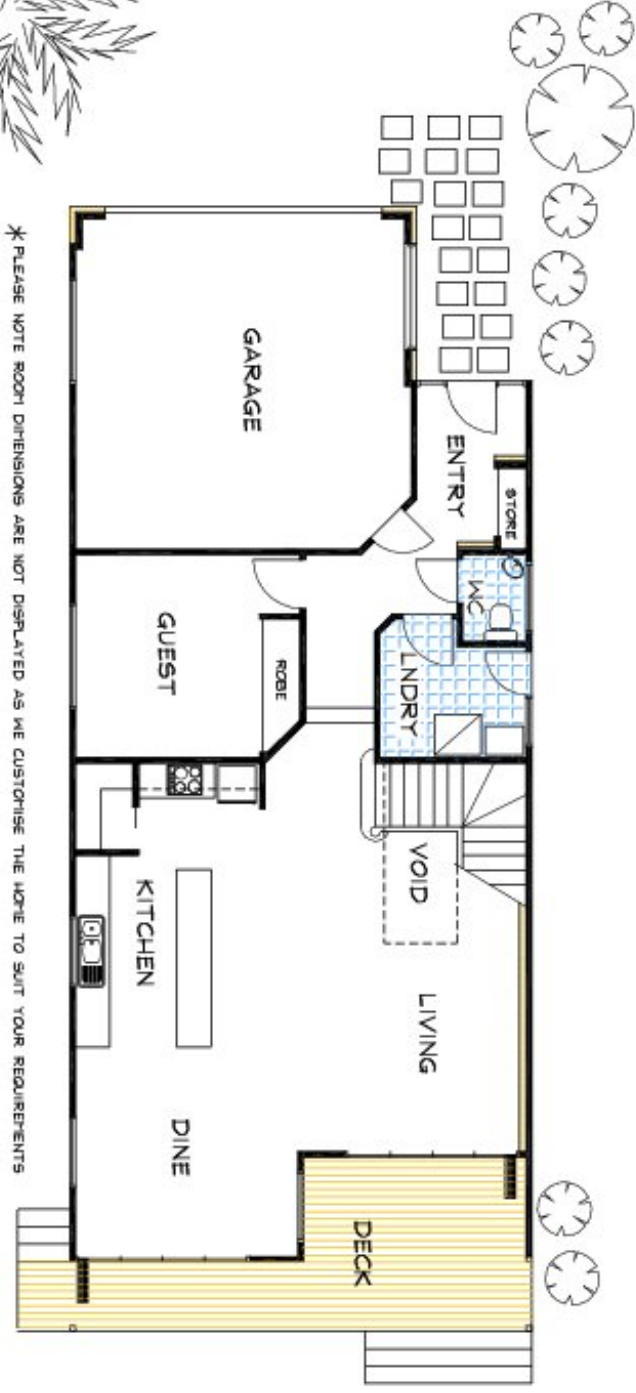 GARAGE
ENTRY
STORE
WC
LNDRY
GUEST
ROBE
VOID
KITCHEN
LIVING
DINE
DECK
* PLEASE NOTE ROOM DIMENSIONS ARE NOT DISPLAYED AS WE CUSTOMISE THE HOME TO SUIT YOUR REQUIREMENTS